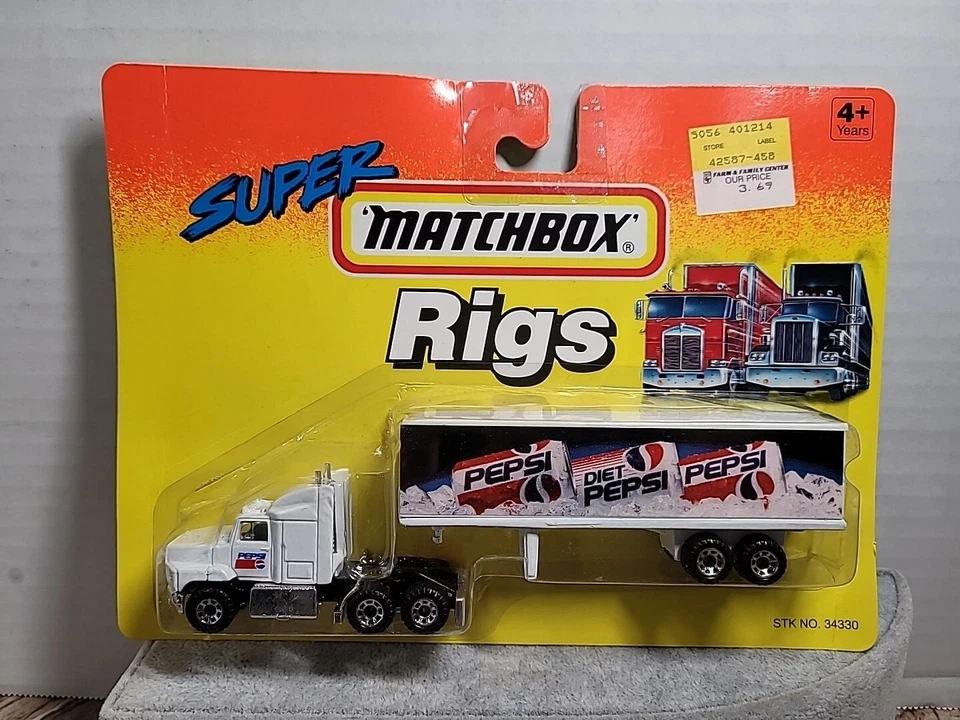 4+
Years
5056 401214
STORE LABEL
42587-458
FARM & FAMILY CENTER
OUR PRICE
3.69
SUPER
'MATCHBOX'®
Rigs
PEPSI
DIET
PEPSI
PEPSI
PEPSI
STK NO. 34330